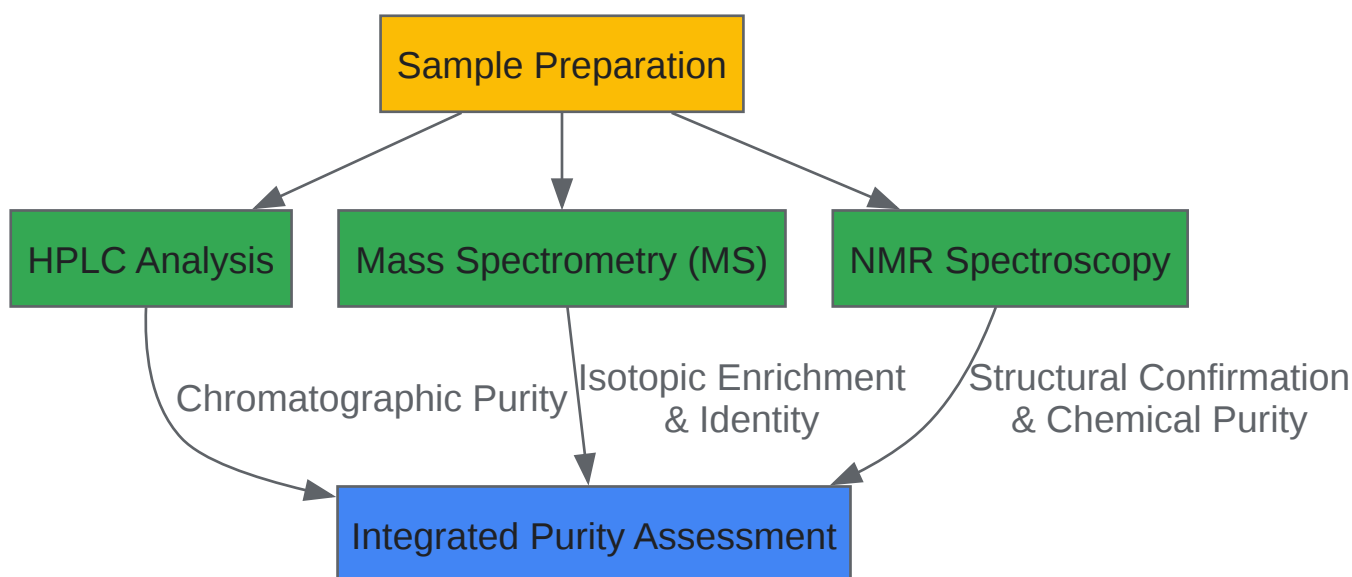 Sample Preparation
HPLC Analysis
Mass Spectrometry (MS)
NMR Spectroscopy
Chromatographic Purity
Isotopic Enrichment
& Identity
Structural Confirmation
& Chemical Purity
Integrated Purity Assessment